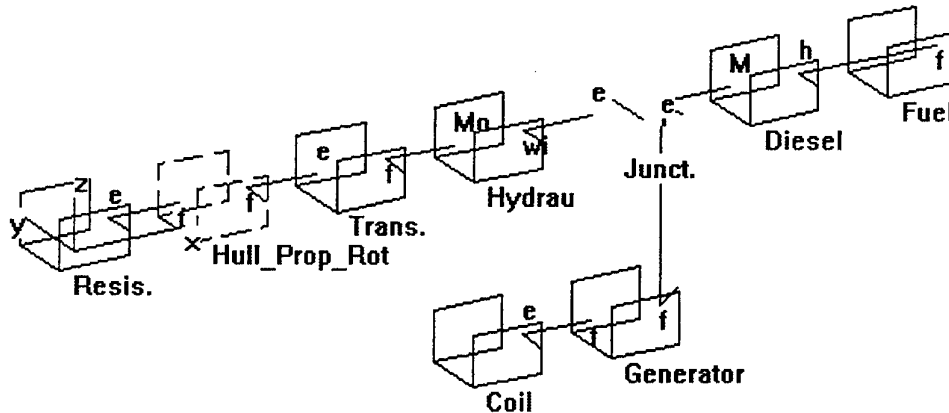 M
h
f
Fuel
e
e
Diesel
Mo
wi
Hydrau
Junct.
e
f
Trans.
z
e
f
f
y
x
Hull_Prop_Rot
Resis.
e
f
f
Generator
Coil